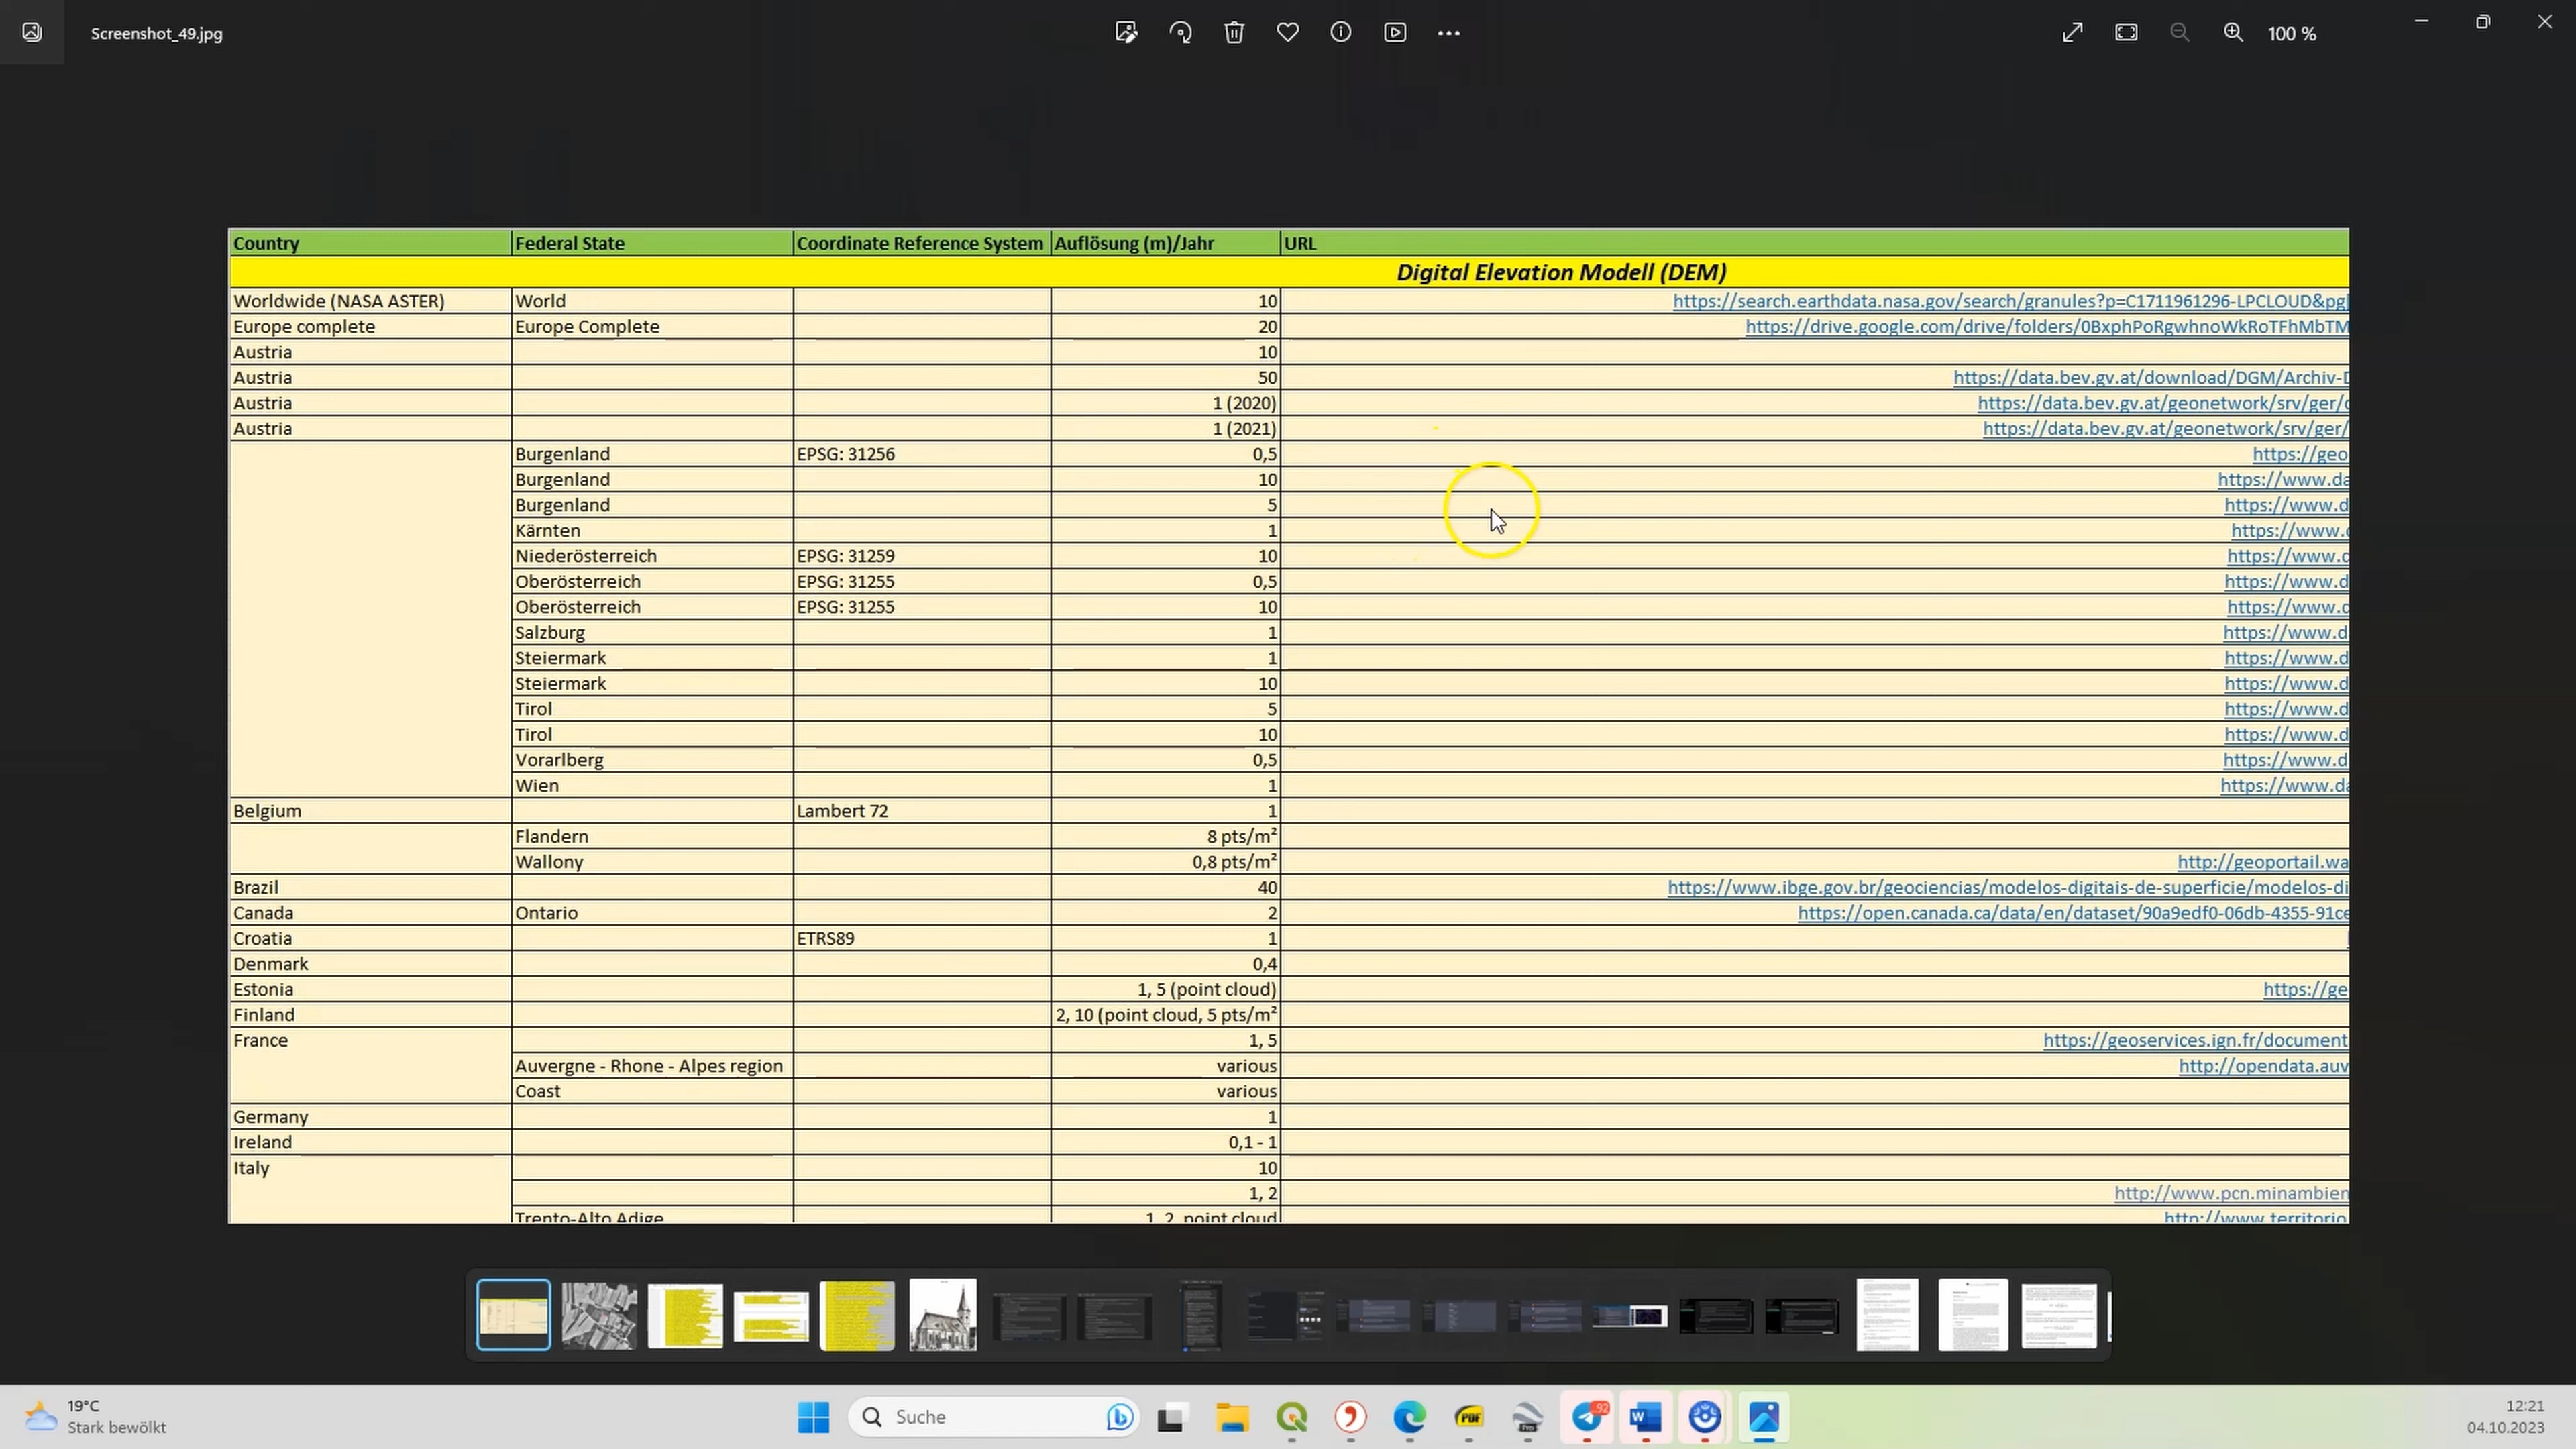 Screenshot_49.jpg
100 %
Country Federal State Coordinate Reference System Auflösung (m)/Jahr URL
Digital Elevation Modell (DEM)
Worldwide (NASA ASTER) World 10 https://search.earthdata.nasa.gov/search/granules?p=C1711961296-LPCLOUD&pg
Europe complete Europe Complete 20 https://drive.google.com/drive/folders/0BxphPoRgwhnoWkRoTFhMbTM
Austria 10
Austria 50 https://data.bev.gv.at/download/DGM/Archiv-D
Austria 1 (2020) https://data.bev.gv.at/geonetwork/srv/ger/c
Austria 1 (2021) https://data.bev.gv.at/geonetwork/srv/ger/
Burgenland EPSG: 31256 0,5 https://geo
Burgenland 10 https://www.da
Burgenland 5 https://www.d
Kärnten 1 https://www.c
Niederösterreich EPSG: 31259 10 https://www.d
Oberösterreich EPSG: 31255 0,5 https://www.d
Oberösterreich EPSG: 31255 10 https://www.d
Salzburg 1 https://www.d
Steiermark 1 https://www.d
Steiermark 10 https://www.d
Tirol 5 https://www.d
Tirol 10 https://www.d
Vorarlberg 0,5 https://www.d
Wien 1 https://www.da
Belgium Lambert 72 1
Flandern 8 pts/m²
Wallony 0,8 pts/m² http://geoportail.wa
Brazil 40 https://www.ibge.gov.br/geociencias/modelos-digitais-de-superficie/modelos-di
Canada Ontario 2 https://open.canada.ca/data/en/dataset/90a9edf0-06db-4355-91ce
Croatia ETRS89 1
Denmark 0,4
Estonia 1, 5 (point cloud) https://ge
Finland 2, 10 (point cloud, 5 pts/m²
France 1, 5 https://geoservices.ign.fr/document
Auvergne - Rhone - Alpes region various http://opendata.auv
Coast various
Germany 1
Ireland 0,1 - 1
Italy 10
1, 2 http://www.pcn.minambien
Trento-Alto Adige 1, 2, point cloud http://www.territorio
19°C
Stark bewölkt
Suche
PDF
Pro
92
W
12:21
04.10.2023